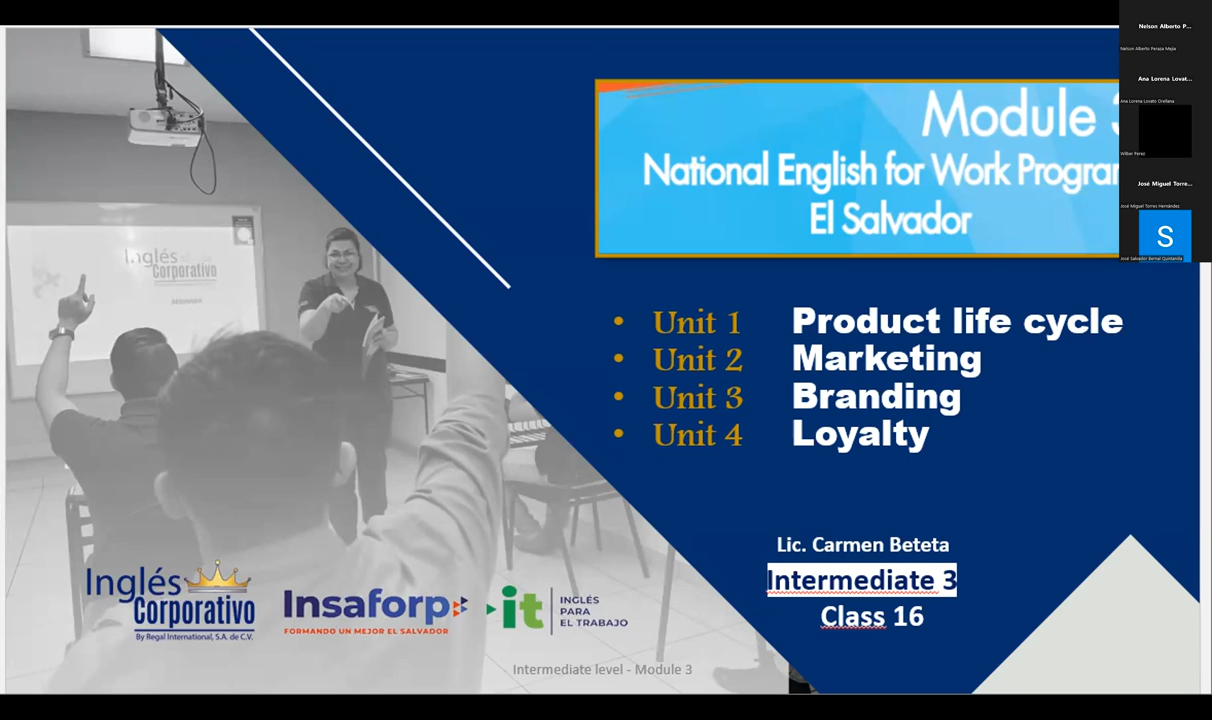 Module 3
National English for Work Program
El Salvador
• Unit 1 Product life cycle
• Unit 2 Marketing
• Unit 3 Branding
• Unit 4 Loyalty
Lic. Carmen Beteta
Intermediate 3
Class 16
Inglés
Corporativo
By Regal International, S.A. de C.V.
Insaforp
FORMANDO UN MEJOR EL SALVADOR
it
INGLÉS
PARA
EL TRABAJO
Intermediate level - Module 3
Inglés
Corporativo
Nelson Alberto P...
Nelson Alberto Peraza Mejia
Ana Lorena Lovat...
Ana Lorena Lovato Orellana
Wilber Perez
José Miguel Torre...
José Miguel Torres Hernández
S
José Salvador Bernal Quintanilla